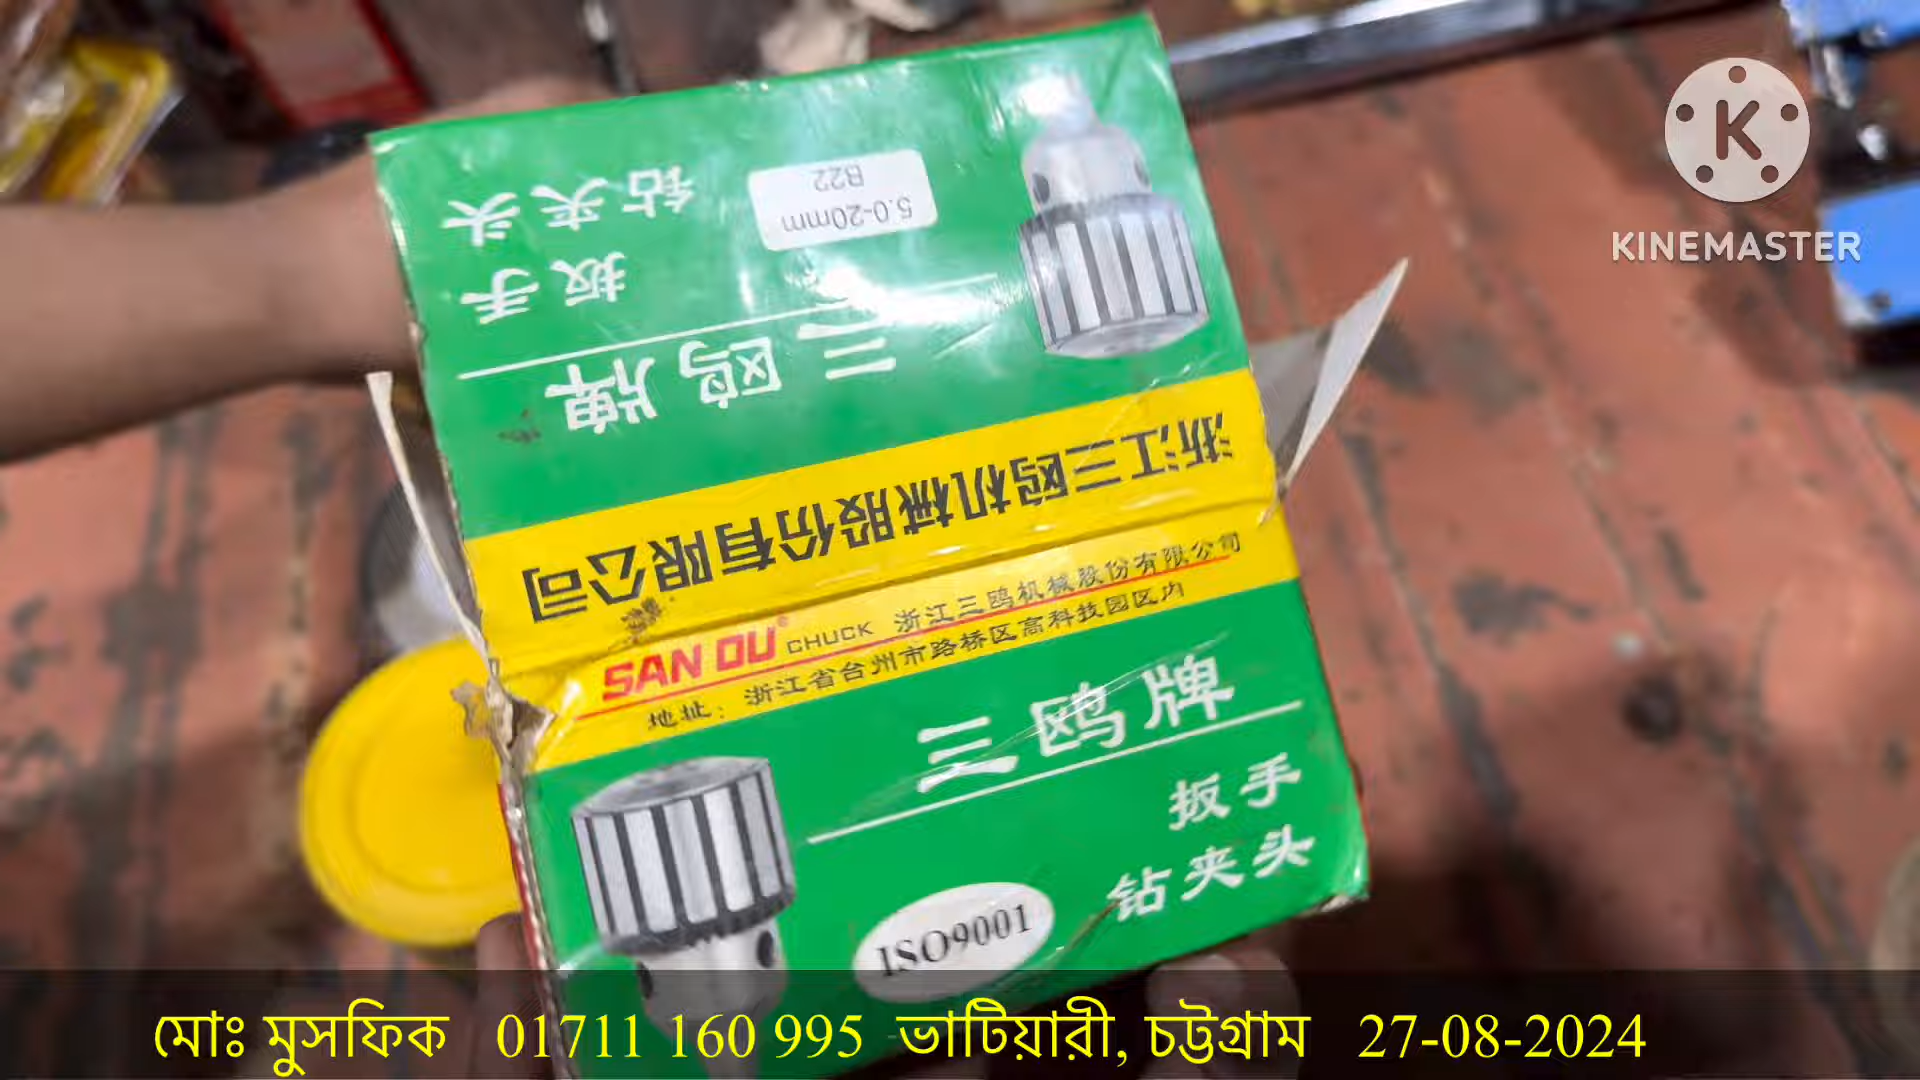 钻夹头
扳手
5.0-20mm
B22
三鸥牌
浙江三鸥机械股份有限公司
SAN OU® CHUCK 浙江三鸥机械股份有限公司
地址：浙江省台州市路桥区高科技园区内
三鸥牌
扳手
钻夹头
ISO9001
K
KINEMASTER
মোঃ মুসফিক 01711 160 995 ভাটিয়ারী, চট্টগ্রাম 27-08-2024